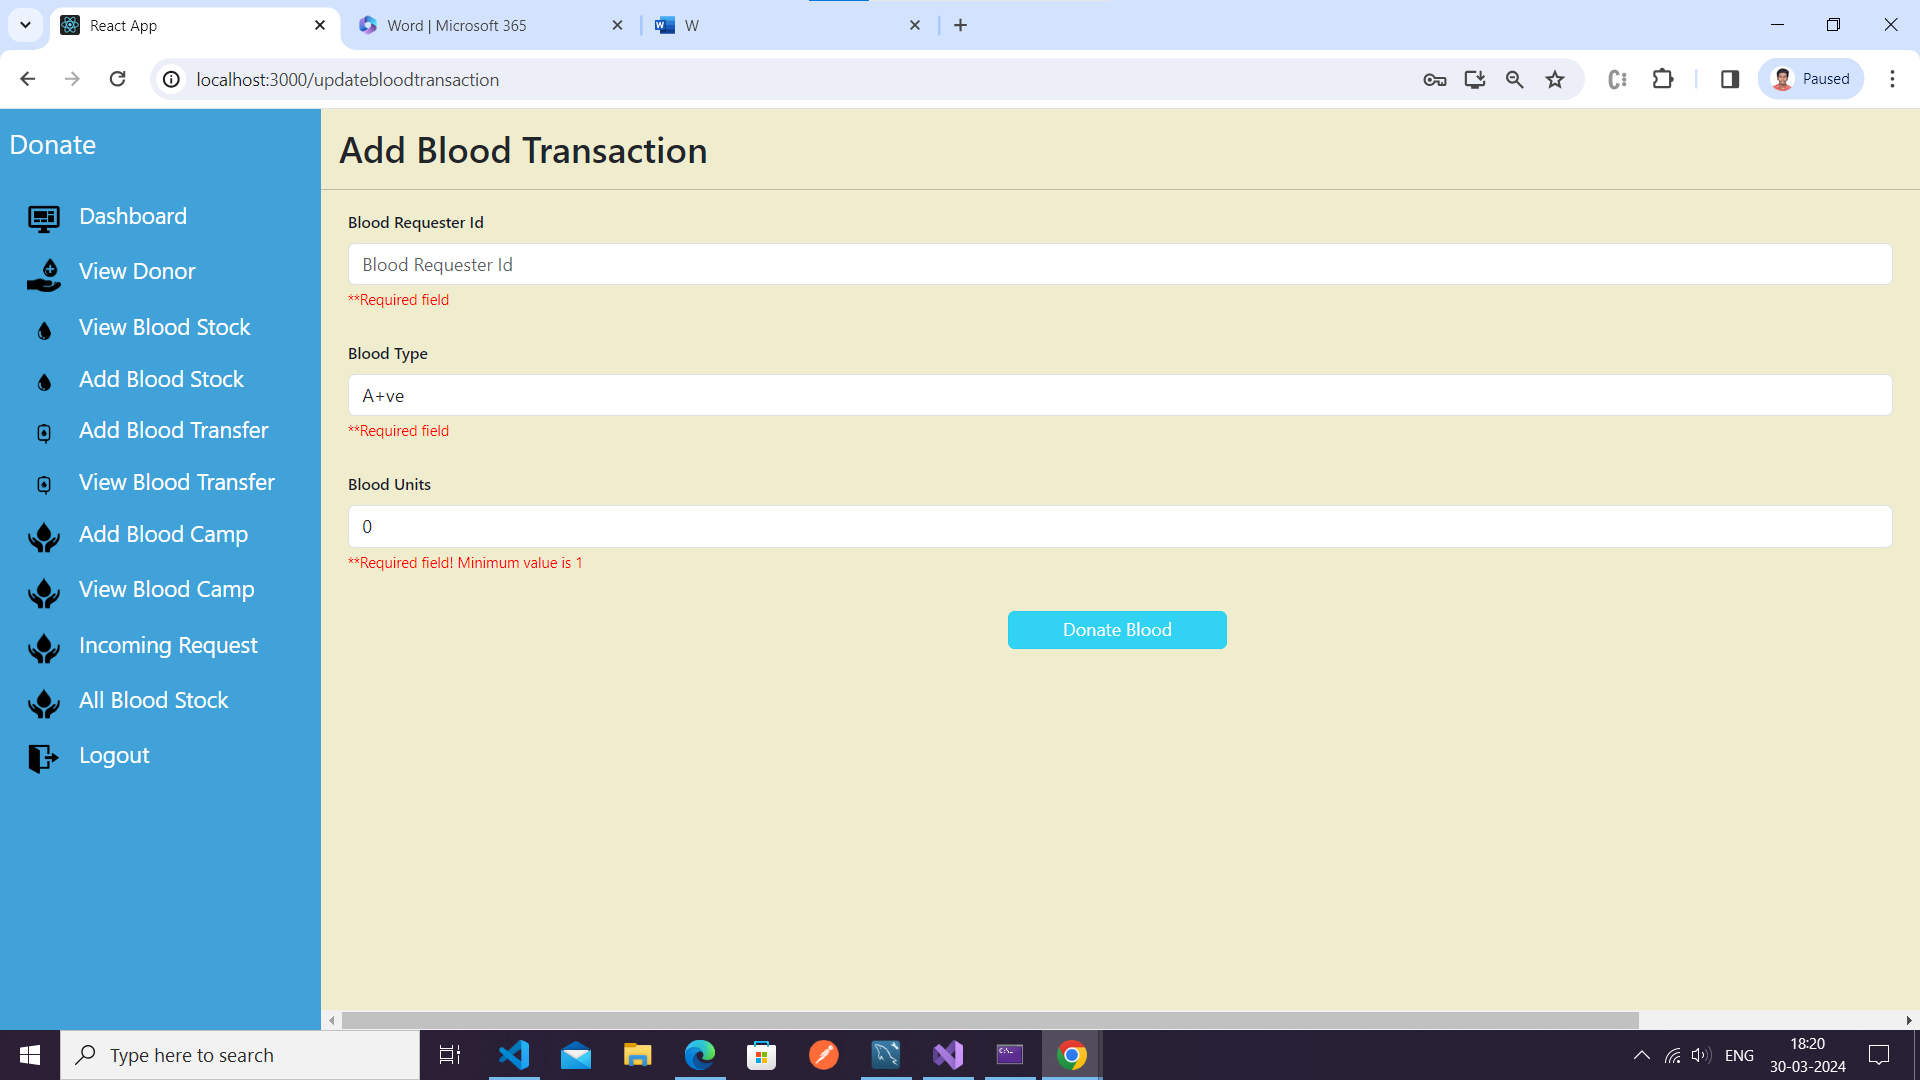 React App
Word | Microsoft 365
W
localhost:3000/updatebloodtransaction
Paused
Donate
Dashboard
View Donor
View Blood Stock
Add Blood Stock
Add Blood Transfer
View Blood Transfer
Add Blood Camp
View Blood Camp
Incoming Request
All Blood Stock
Logout
Add Blood Transaction
Blood Requester Id
Blood Requester Id
**Required field
Blood Type
A+ve
**Required field
Blood Units
0
**Required field! Minimum value is 1
Donate Blood
Type here to search
ENG
18:20
30-03-2024